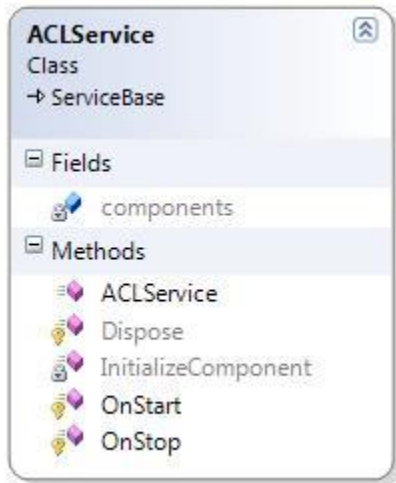 ACLService
Class
ServiceBase
Fields
components
Methods
ACLService
Dispose
InitializeComponent
OnStart
OnStop